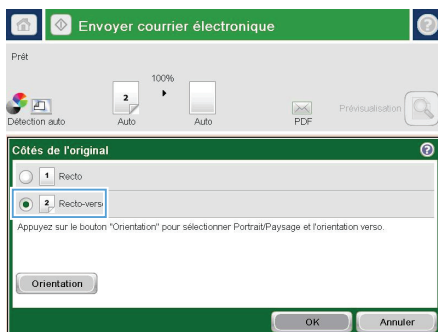 Envoyer courrier électronique
Prêt
100%
2
Détection auto
Auto
Auto
PDF
Prévisualisation
Côtés de l'original
1 Recto
2 Recto-verso
Appuyez sur le bouton "Orientation" pour sélectionner Portrait/Paysage et l'orientation verso.
Orientation
OK
Annuler